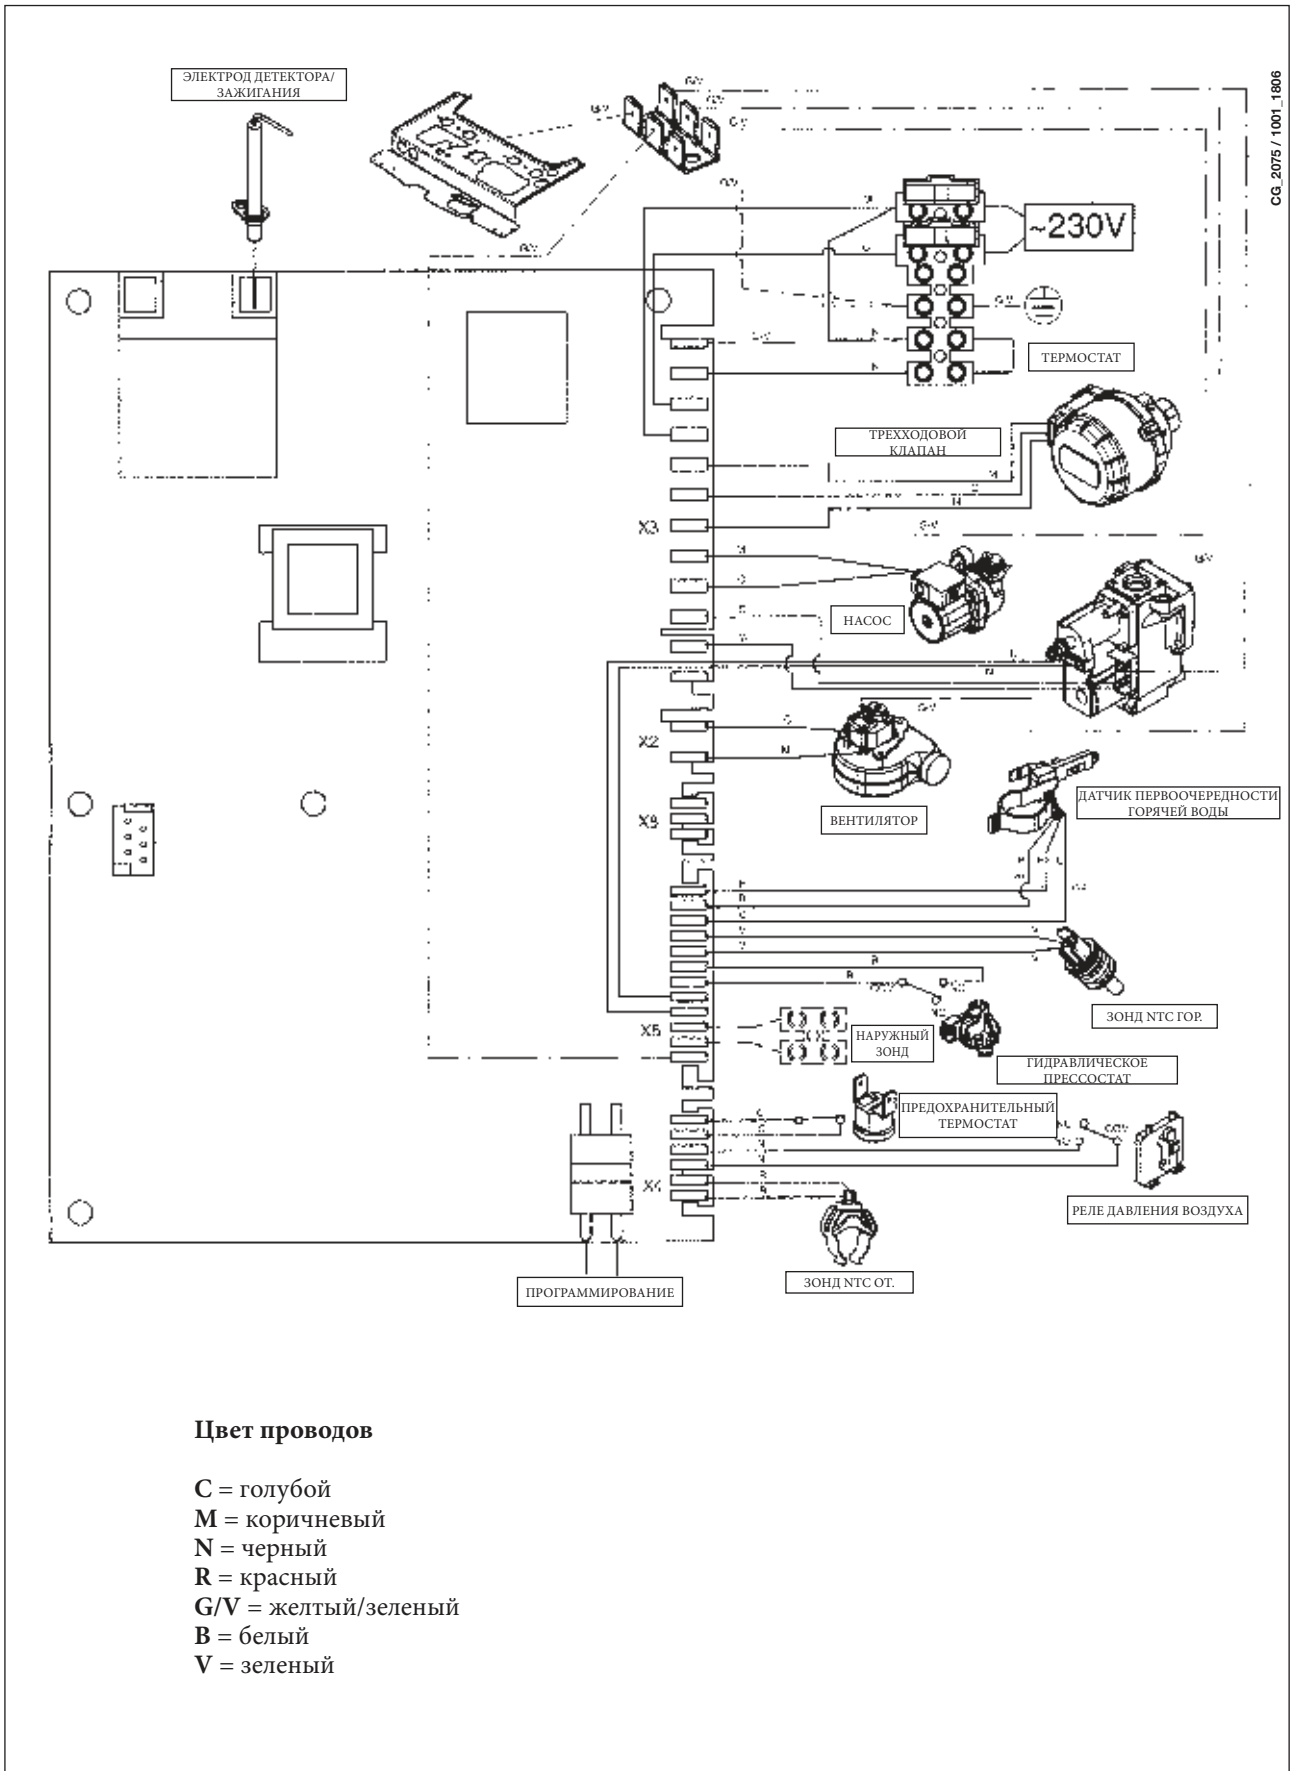 ЭЛЕКТРОД ДЕТЕКТОРА/
ЗАЖИГАНИЯ
CG_2075 / 1001_1806
G/V
G/V
G/V
G/V
G/V
G/V
~230V
G/V
ТЕРМОСТАТ
N
ТРЕХХОДОВОЙ
КЛАПАН
M
N
X3
G/V
M
G/V
НАСОС
N
G/V
X2
N
ВЕНТИЛЯТОР
ДАТЧИК ПЕРВООЧЕРЕДНОСТИ
ГОРЯЧЕЙ ВОДЫ
X9
R
ЗОНД NTC ГОР.
X5
НАРУЖНЫЙ
ЗОНД
ГИДРАВЛИЧЕСКОЕ
ПРЕССОСТАТ
ПРЕДОХРАНИТЕЛЬНЫЙ
ТЕРМОСТАТ
X4
РЕЛЕ ДАВЛЕНИЯ ВОЗДУХА
ЗОНД NTC ОТ.
ПРОГРАММИРОВАНИЕ
Цвет проводов
C = голубой
M = коричневый
N = черный
R = красный
G/V = желтый/зеленый
B = белый
V = зеленый